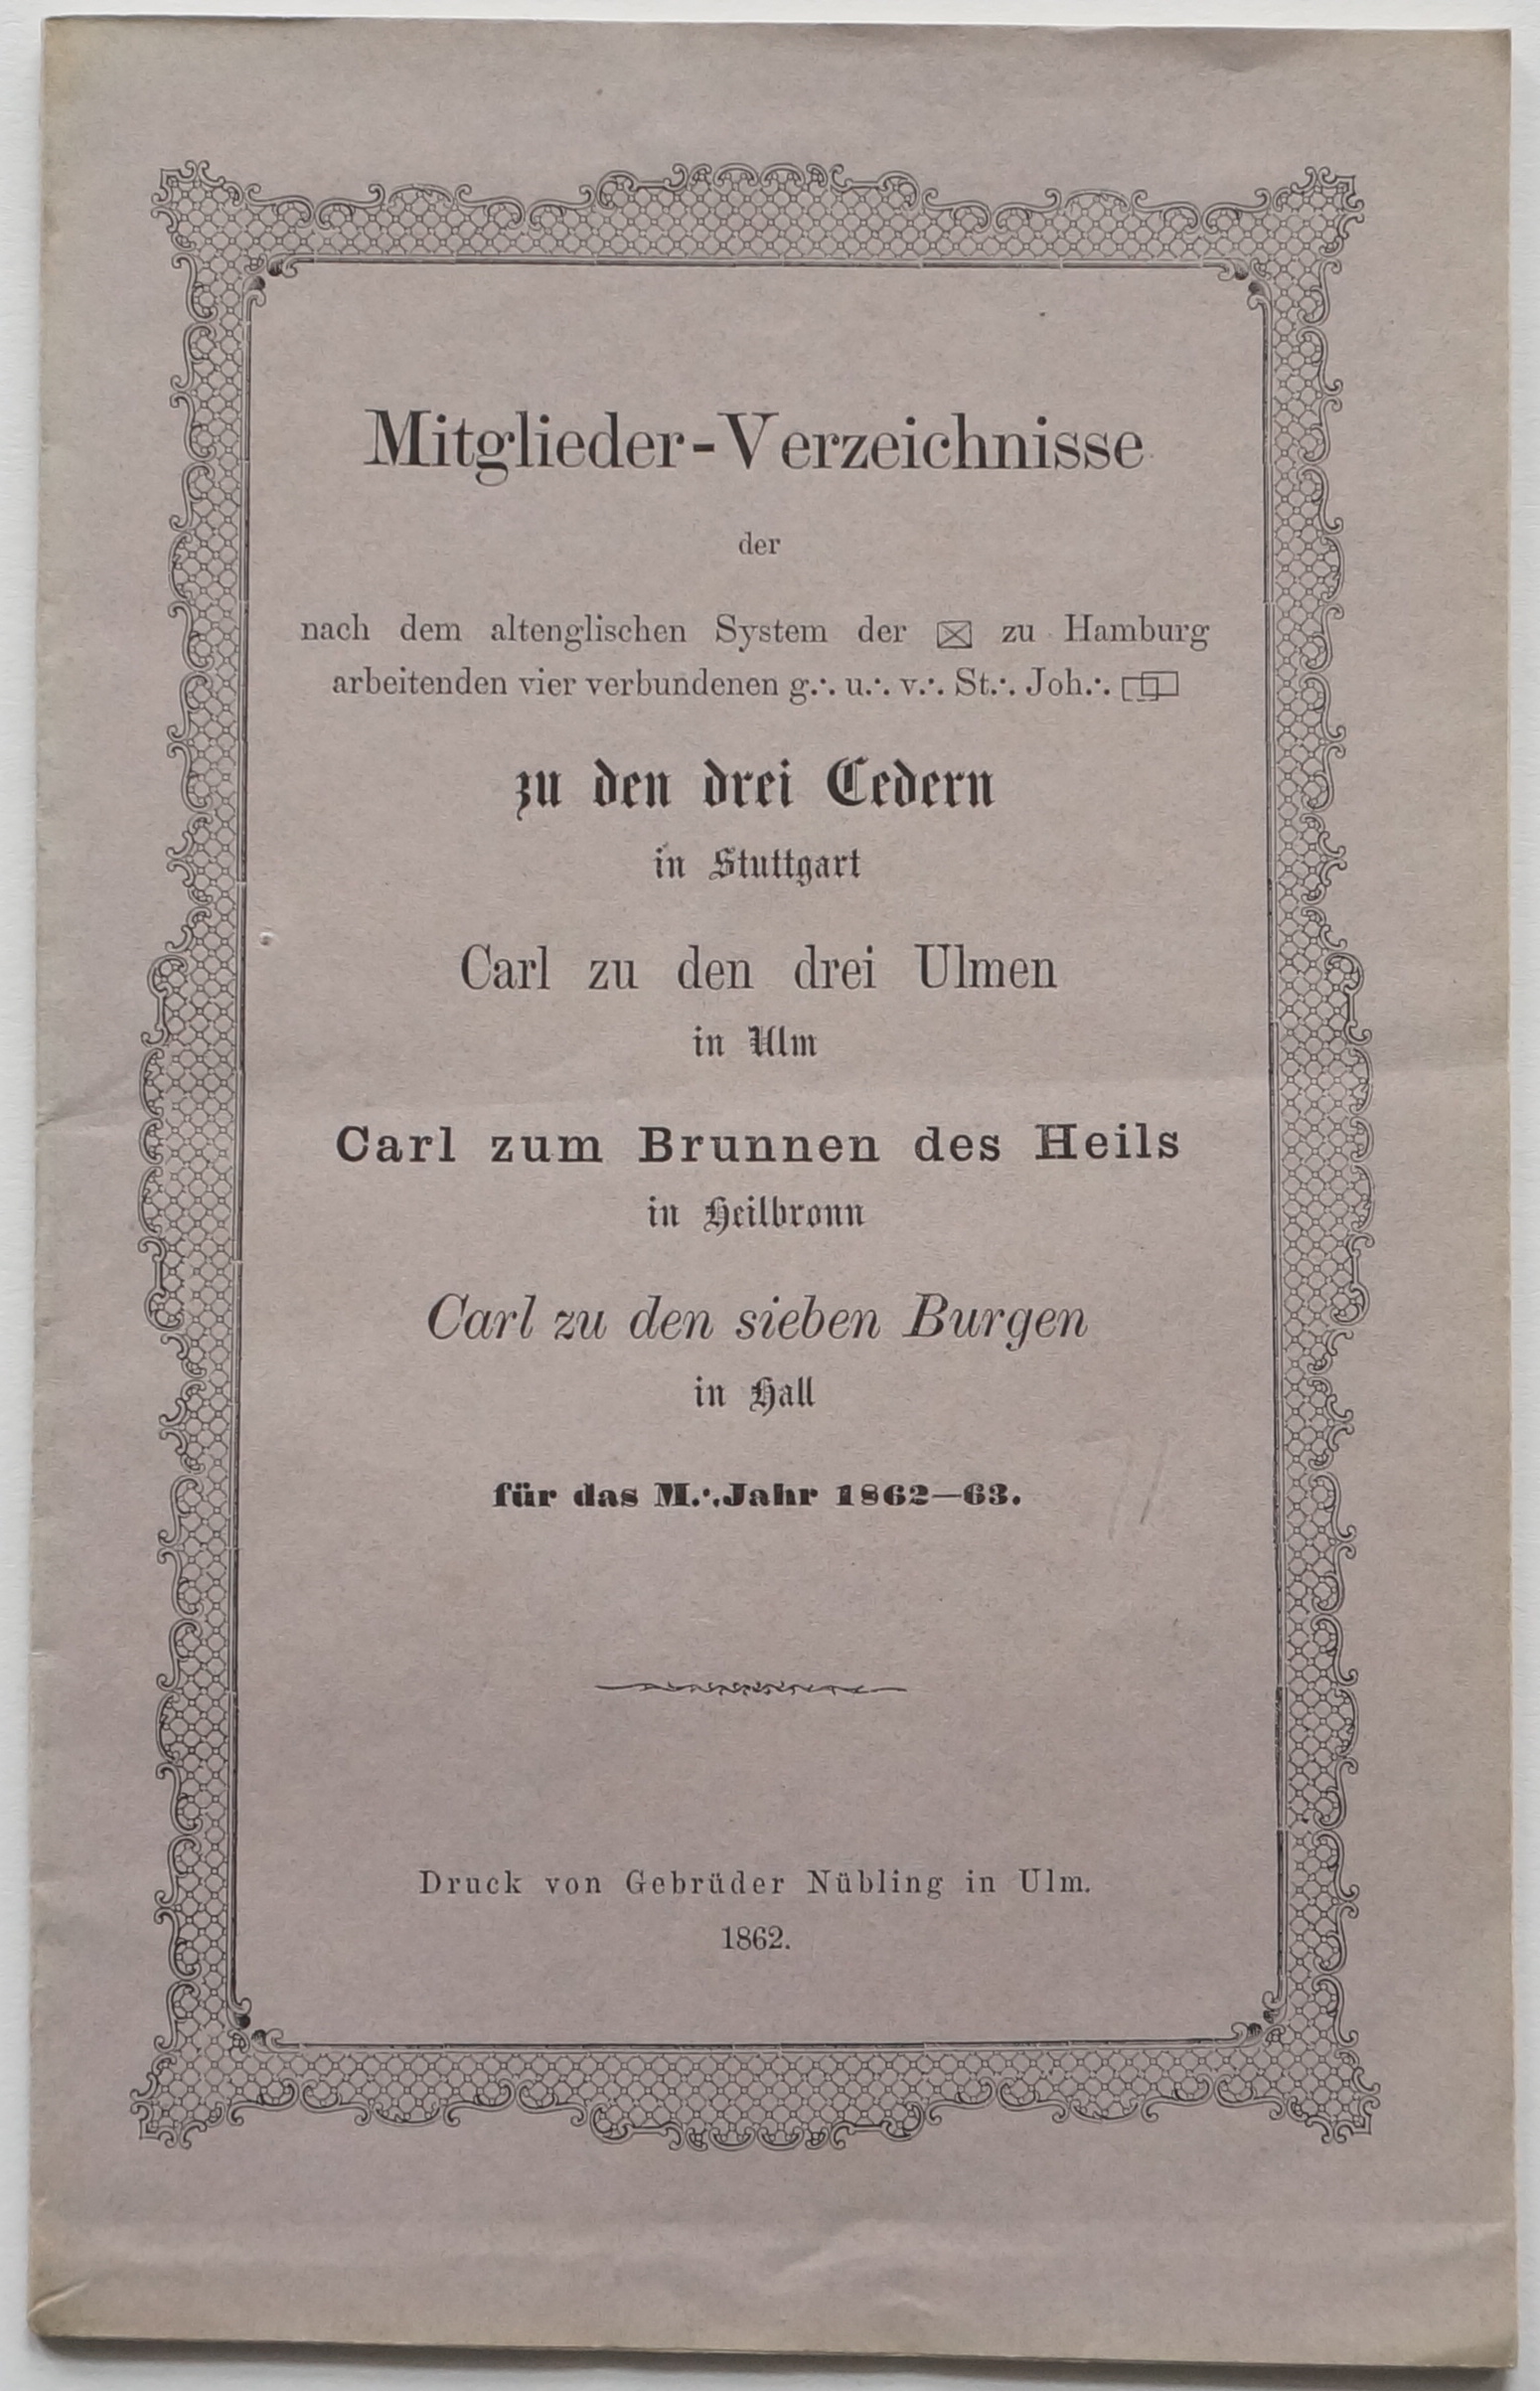 Mitglieder-Verzeichnisse
der
nach dem altenglischen System der zu Hamburg
arbeitenden vier verbundenen g.·. u.·. v.·. St.·. Joh.·.
zu den drei Cedern
in Stuttgart
Carl zu den drei Ulmen
in Ulm
Carl zum Brunnen des Heils
in Heilbronn
Carl zu den sieben Burgen
in Hall
für das M.·.Jahr 1862—63.
Druck von Gebrüder Nübling in Ulm.
1862.